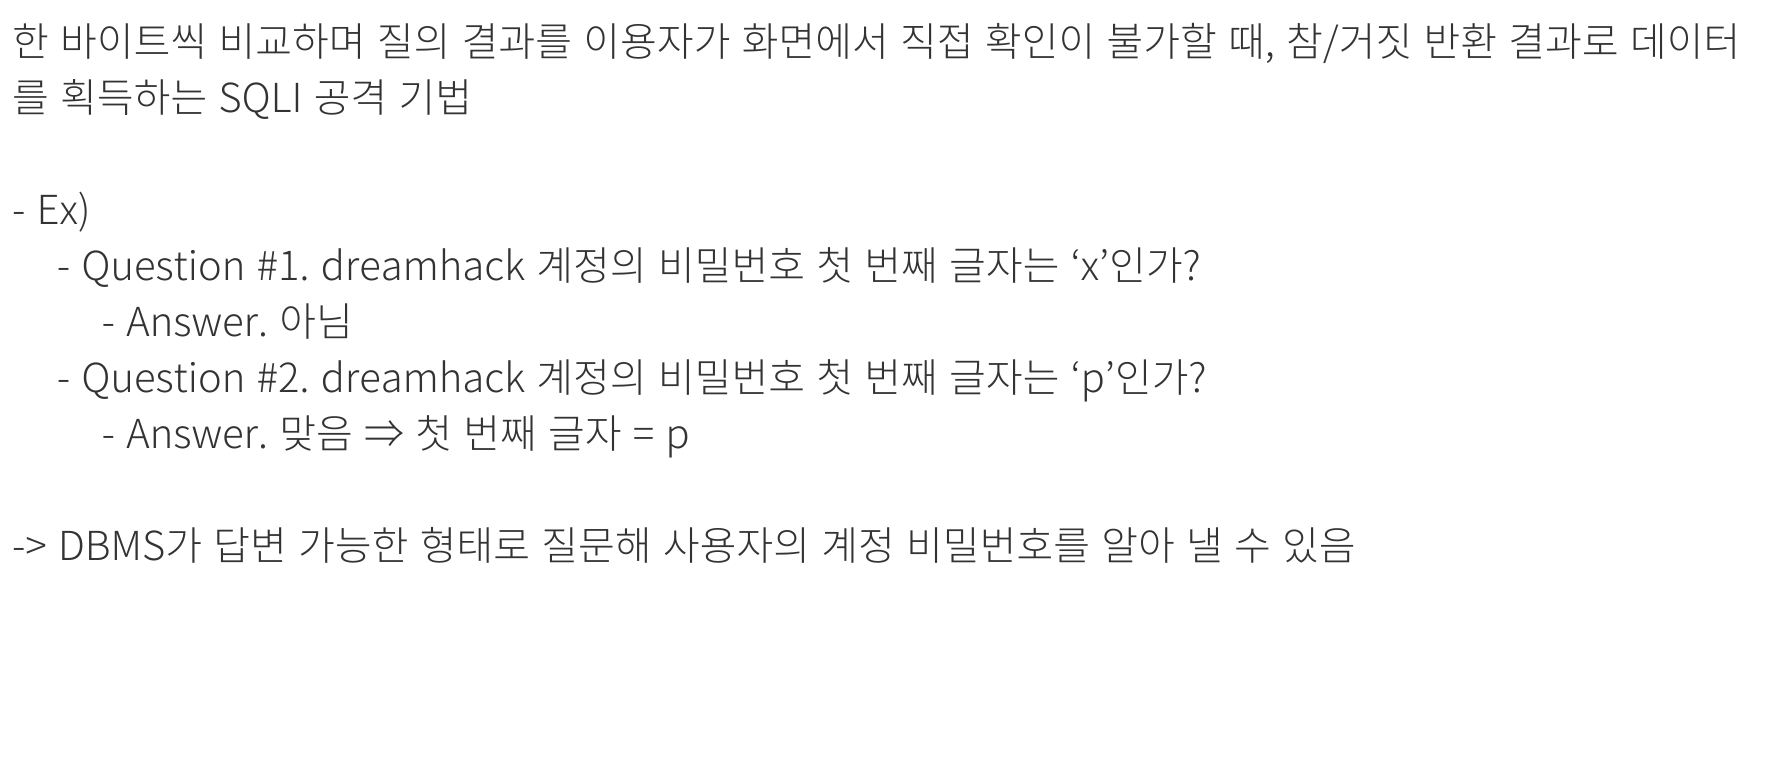 한 바이트씩 비교하며 질의 결과를 이용자가 화면에서 직접 확인이 불가할 때, 참/거짓 반환 결과로 데이터
를 획득하는 SQLI 공격 기법
- Ex)
- Question #1. dreamhack 계정의 비밀번호 첫 번째 글자는 ‘x’인가?
- Answer. 아님
- Question #2. dreamhack 계정의 비밀번호 첫 번째 글자는 ‘p’인가?
- Answer. 맞음 ⇒ 첫 번째 글자 = p
-> DBMS가 답변 가능한 형태로 질문해 사용자의 계정 비밀번호를 알아 낼 수 있음